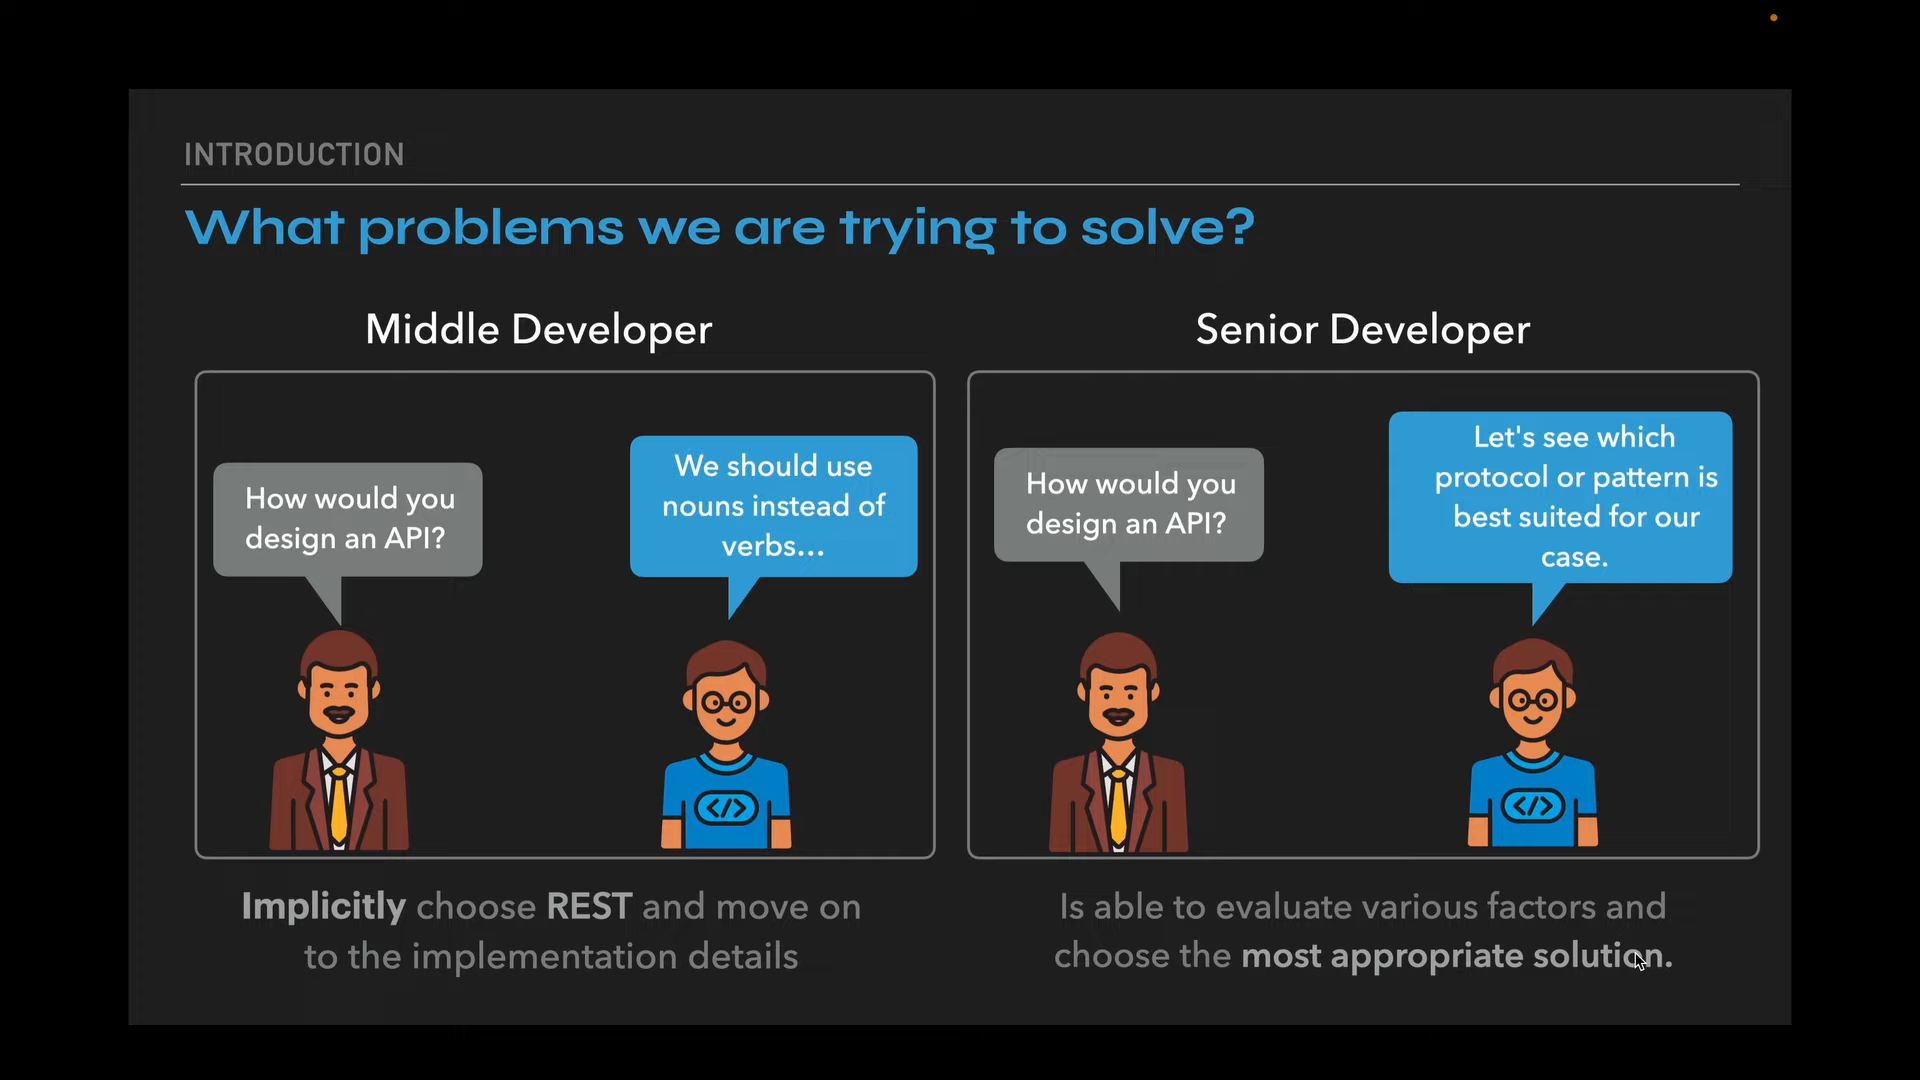 INTRODUCTION
What problems we are trying to solve?
Middle Developer
How would you
design an API?
We should use
nouns instead of
verbs...
</>
Implicitly choose REST and move on
to the implementation details
Senior Developer
How would you
design an API?
Let's see which
protocol or pattern is
best suited for our
case.
</>
Is able to evaluate various factors and
choose the most appropriate solution.